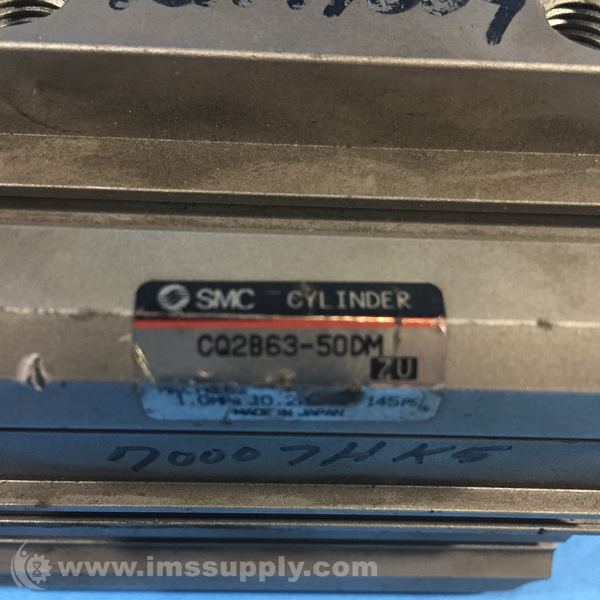 SMC CYLINDER
CQ2B63-50DM
ZU
1.0MPa 145PSI
MADE IN JAPAN
70007HK5
www.imssupply.com